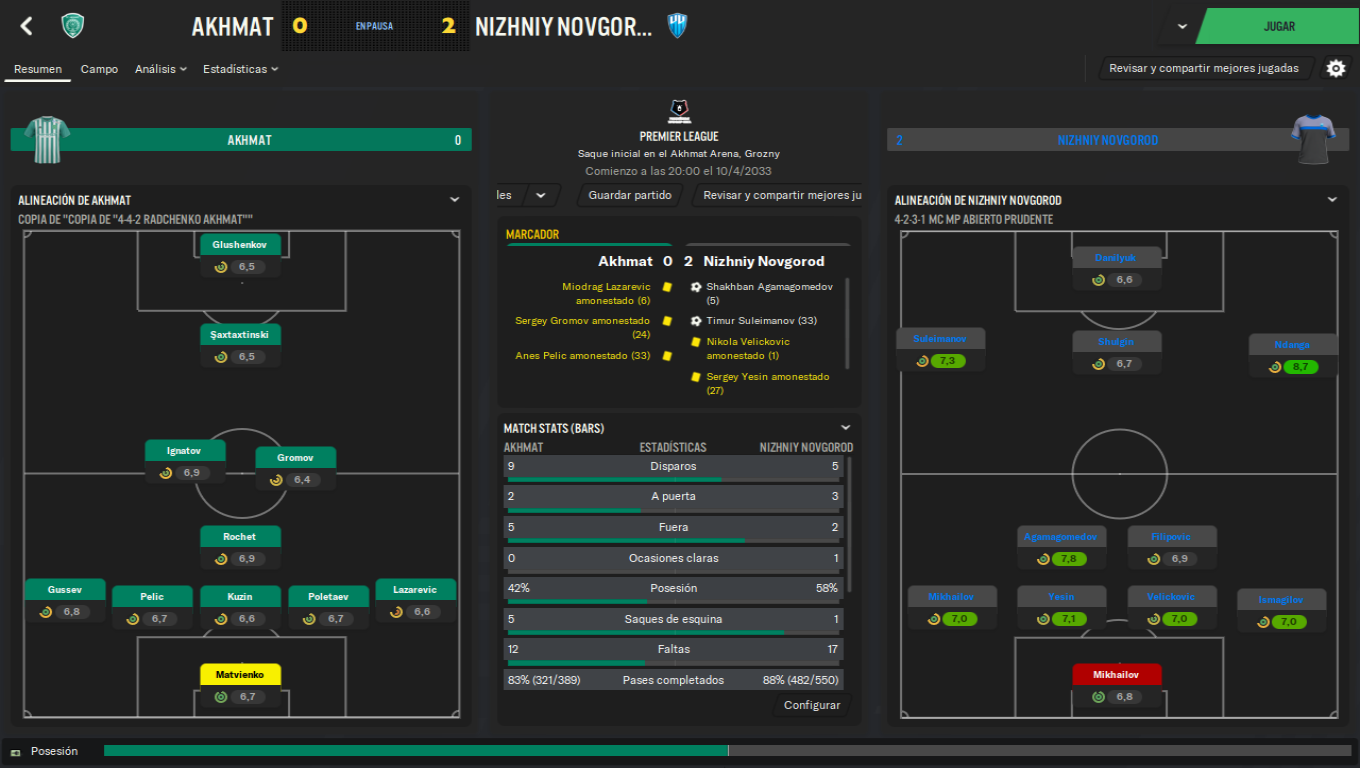 AKHMAT 0 EN PAUSA 2 NIZHNIY NOVGOR...
JUGAR
Resumen Campo Análisis Estadísticas
Revisar y compartir mejores jugadas
AKHMAT 0
PREMIER LEAGUE
Saque inicial en el Akhmat Arena, Grozny
Comienzo a las 20:00 el 10/4/2033
les Guardar partido Revisar y compartir mejores ju
2 NIZHNIY NOVGOROD
ALINEACIÓN DE AKHMAT
COPIA DE "COPIA DE "4-4-2 RADCHENKO AKHMAT""
Glushenkov
6,5
Şaxtaxtinski
6,5
Ignatov
6,9
Gromov
6,4
Rochet
6,9
Gussev
6,8
Pelic
6,7
Kuzin
6,6
Poletaev
6,7
Lazarevic
6,6
Matvienko
6,7
MARCADOR
Akhmat 0 2 Nizhniy Novgorod
Miodrag Lazarevic
amonestado (6)
Sergey Gromov amonestado
(24)
Anes Pelic amonestado (33)
Shakhban Agamagomedov
(5)
Timur Suleimanov (33)
Nikola Velickovic
amonestado (1)
Sergey Yesin amonestado
(27)
MATCH STATS (BARS)
AKHMAT ESTADÍSTICAS NIZHNIY NOVGOROD
9 Disparos 5
2 A puerta 3
5 Fuera 2
0 Ocasiones claras 1
42% Posesión 58%
5 Saques de esquina 1
12 Faltas 17
83% (321/389) Pases completados 88% (482/550)
Configurar
ALINEACIÓN DE NIZHNIY NOVGOROD
4-2-3-1 MC MP ABIERTO PRUDENTE
Danilyuk
6,6
Suleimanov
7,3
Shulgin
6,7
Ndanga
8,7
Agamagomedov
7,8
Filipovic
6,9
Mikhailov
7,0
Yesin
7,1
Velickovic
7,0
Ismagilov
7,0
Mikhailov
6,8
Posesión